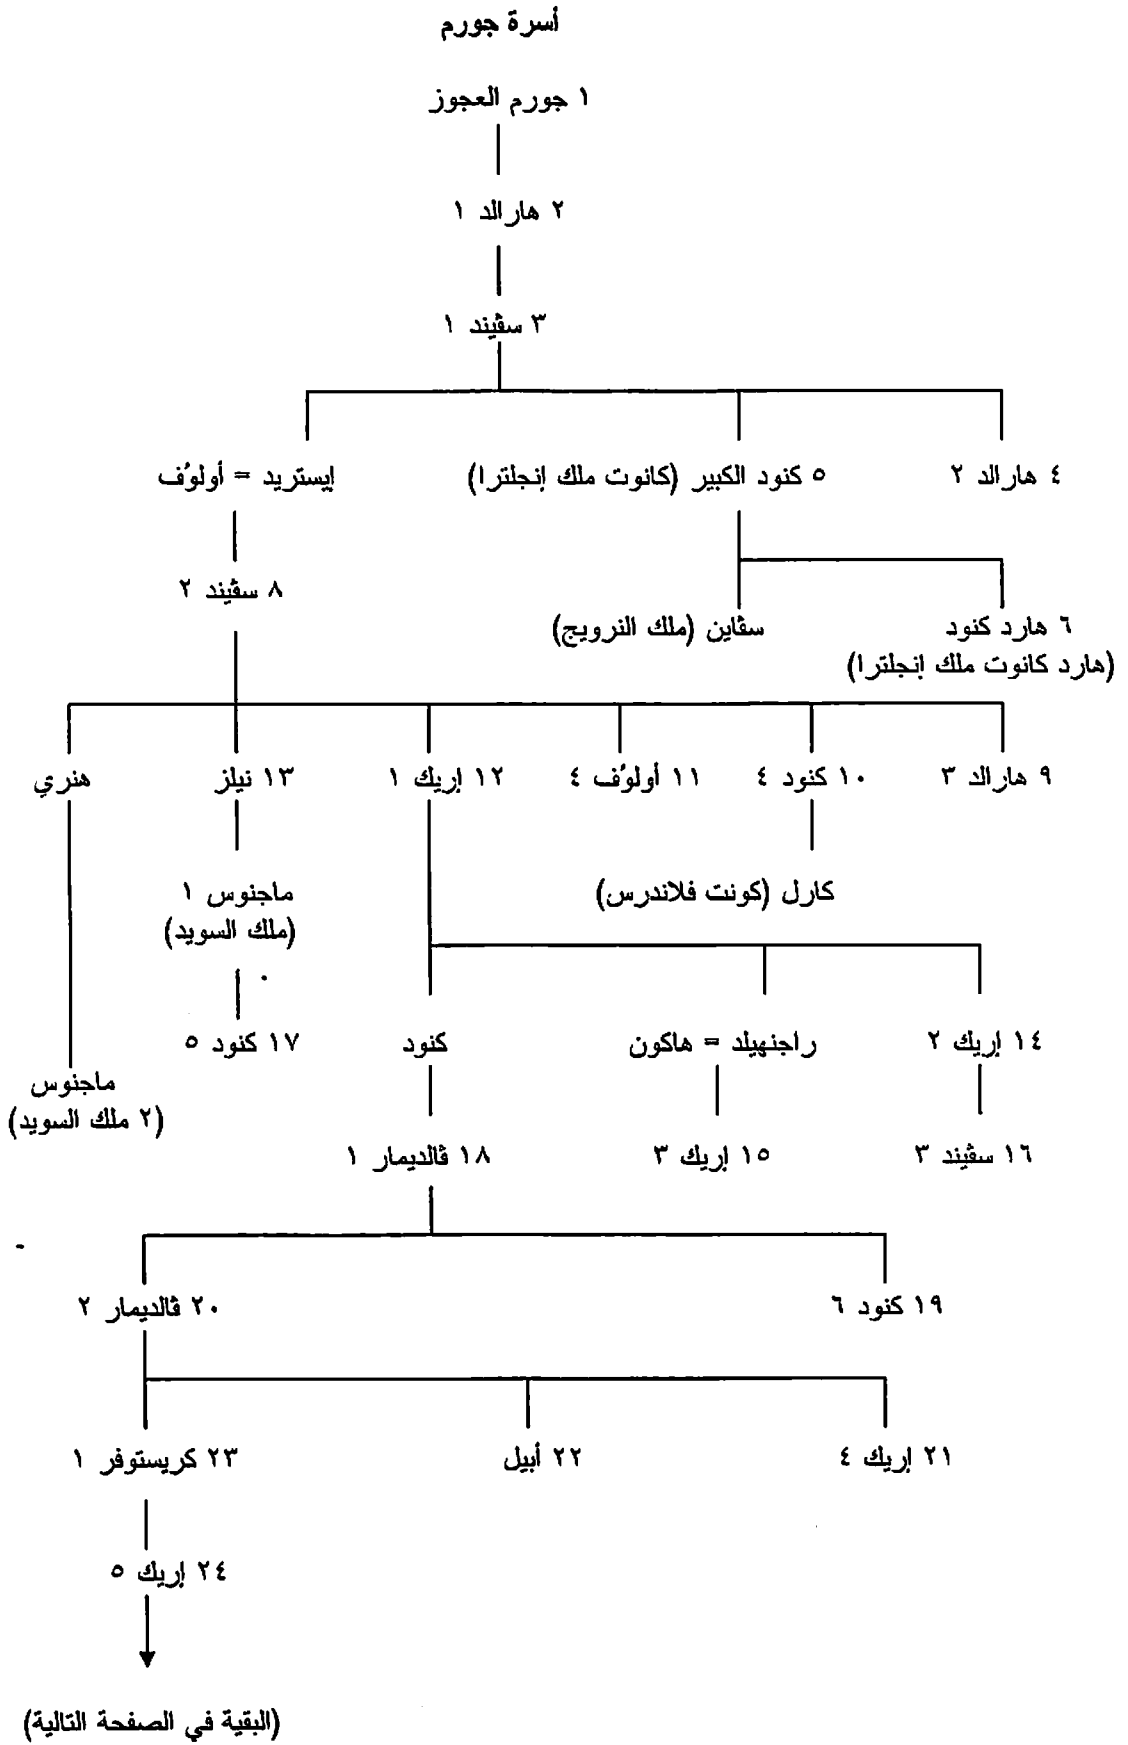 أسرة جورم
١ جورم العجوز
٢ هارالد ١
٣ سڤيند ١
٤ هارالد ٢
٥ كنود الكبير (كانوت ملك إنجلترا)
إيستريد = أولوُف
٨ سڤيند ٢
٦ هارد كنود
(هارد كانوت ملك إنجلترا)
سڤاين (ملك النرويج)
٩ هارالد ٣
١٠ كنود ٤
١١ أولوُف ٤
١٢ إريك ١
١٣ نيلز
هنري
كارل (كونت فلاندرس)
ماجنوس ١
(ملك السويد)
١٤ إريك ٢
راجنهيلد = هاكون
كنود
١٧ كنود ٥
ماجنوس
(٢ ملك السويد)
١٦ سڤيند ٣
١٥ إريك ٣
١٨ ڤالديمار ١
١٩ كنود ٦
٢٠ ڤالديمار ٢
٢١ إريك ٤
٢٢ أبيل
٢٣ كريستوفر ١
٢٤ إريك ٥
(البقية في الصفحة التالية)